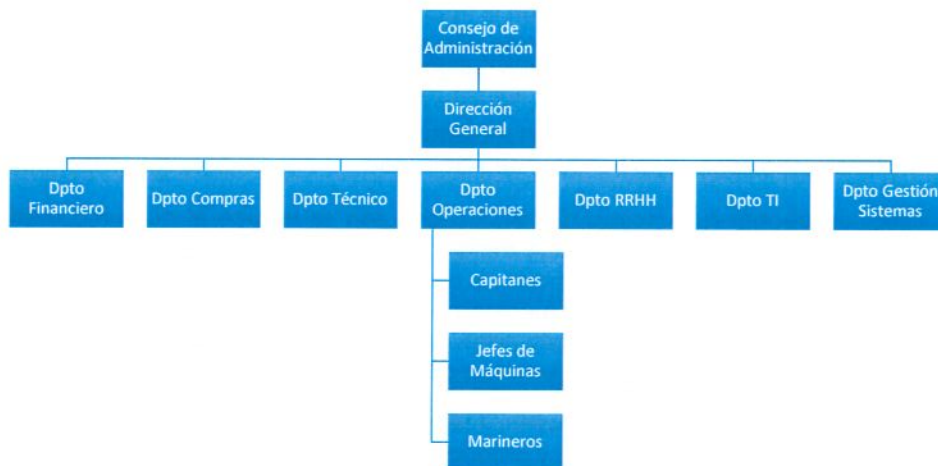 Consejo de
Administración
Dirección
General
Dpto
Financiero
Dpto Compras
Dpto Técnico
Dpto
Operaciones
Dpto RRHH
Dpto TI
Dpto Gestión
Sistemas
Capitanes
Jefes de
Máquinas
Marineros